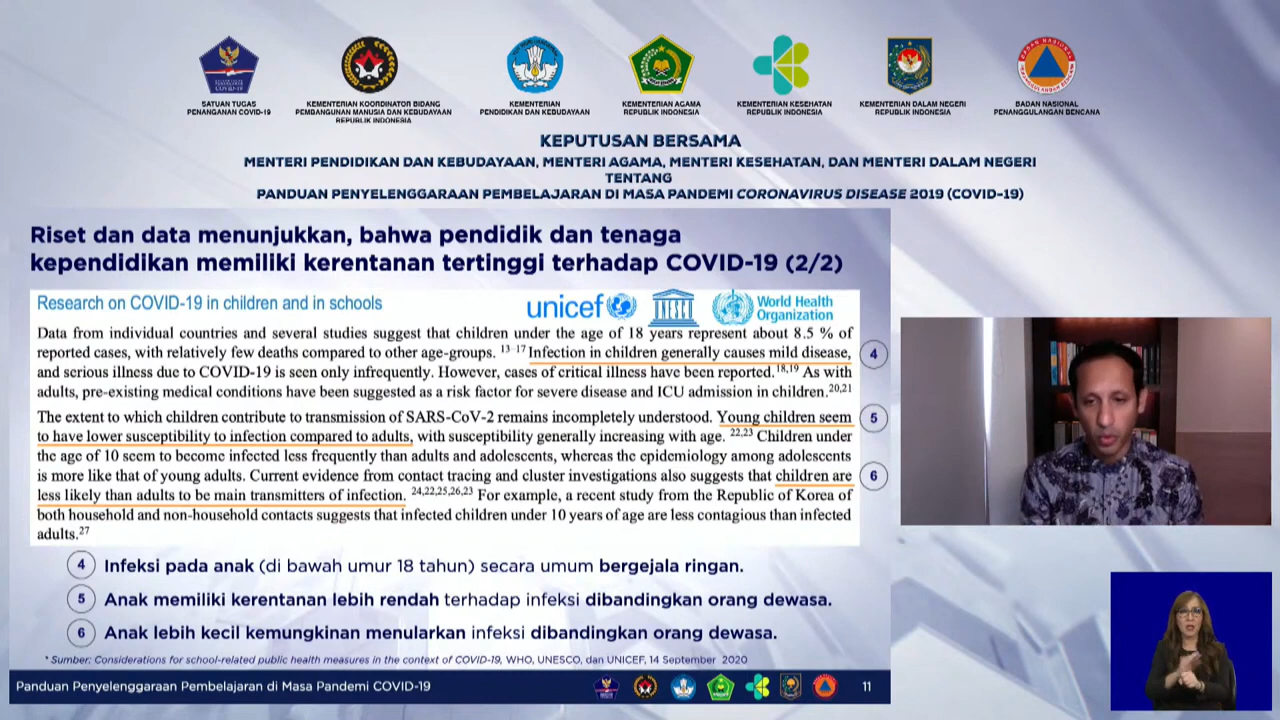 SATUAN TUGAS
PENANGANAN COVID-19
KEMENTERIAN KOORDINATOR BIDANG
PEMBANGUNAN MANUSIA DAN KEBUDAYAAN
REPUBLIK INDONESIA
KEMENTERIAN
PENDIDIKAN DAN KEBUDAYAAN
KEMENTERIAN AGAMA
REPUBLIK INDONESIA
KEMENTERIAN KESEHATAN
REPUBLIK INDONESIA
KEMENTERIAN DALAM NEGERI
REPUBLIK INDONESIA
BADAN NASIONAL
PENANGGULANGAN BENCANA
KEPUTUSAN BERSAMA
MENTERI PENDIDIKAN DAN KEBUDAYAAN, MENTERI AGAMA, MENTERI KESEHATAN, DAN MENTERI DALAM NEGERI
TENTANG
PANDUAN PENYELENGGARAAN PEMBELAJARAN DI MASA PANDEMI CORONAVIRUS DISEASE 2019 (COVID-19)
Riset dan data menunjukkan, bahwa pendidik dan tenaga
kependidikan memiliki kerentanan tertinggi terhadap COVID-19 (2/2)
Research on COVID-19 in children and in schools
unicef
UNESCO
World Health
Organization
Data from individual countries and several studies suggest that children under the age of 18 years represent about 8.5 % of
reported cases, with relatively few deaths compared to other age-groups. 13–17 Infection in children generally causes mild disease,
4
and serious illness due to COVID-19 is seen only infrequently. However, cases of critical illness have been reported.18,19 As with
adults, pre-existing medical conditions have been suggested as a risk factor for severe disease and ICU admission in children.20,21
The extent to which children contribute to transmission of SARS-CoV-2 remains incompletely understood. Young children seem
5
to have lower susceptibility to infection compared to adults, with susceptibility generally increasing with age. 22,23 Children under
the age of 10 seem to become infected less frequently than adults and adolescents, whereas the epidemiology among adolescents
is more like that of young adults. Current evidence from contact tracing and cluster investigations also suggests that children are
6
less likely than adults to be main transmitters of infection. 24,22,25,26,23 For example, a recent study from the Republic of Korea of
both household and non-household contacts suggests that infected children under 10 years of age are less contagious than infected
adults.27
4 Infeksi pada anak (di bawah umur 18 tahun) secara umum bergejala ringan.
5 Anak memiliki kerentanan lebih rendah terhadap infeksi dibandingkan orang dewasa.
6 Anak lebih kecil kemungkinan menularkan infeksi dibandingkan orang dewasa.
* Sumber: Considerations for school-related public health measures in the context of COVID-19, WHO, UNESCO, dan UNICEF, 14 September 2020
Panduan Penyelenggaraan Pembelajaran di Masa Pandemi COVID-19
11